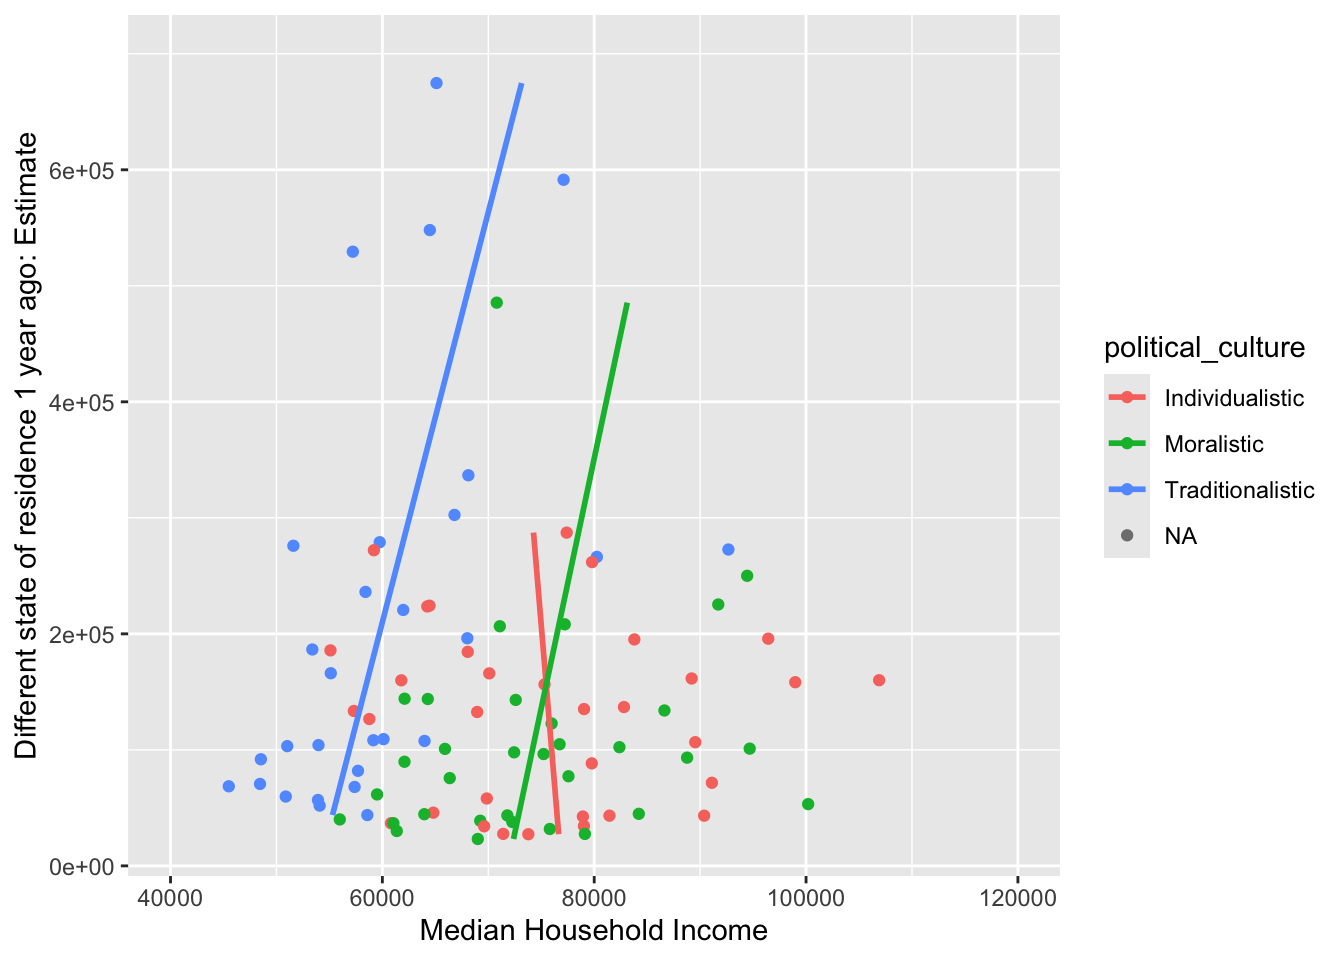 Different state of residence 1 year ago: Estimate
6e+05
4e+05
2e+05
0e+00
40000 60000 80000 100000 120000
Median Household Income
political_culture
Individualistic
Moralistic
Traditionalistic
NA